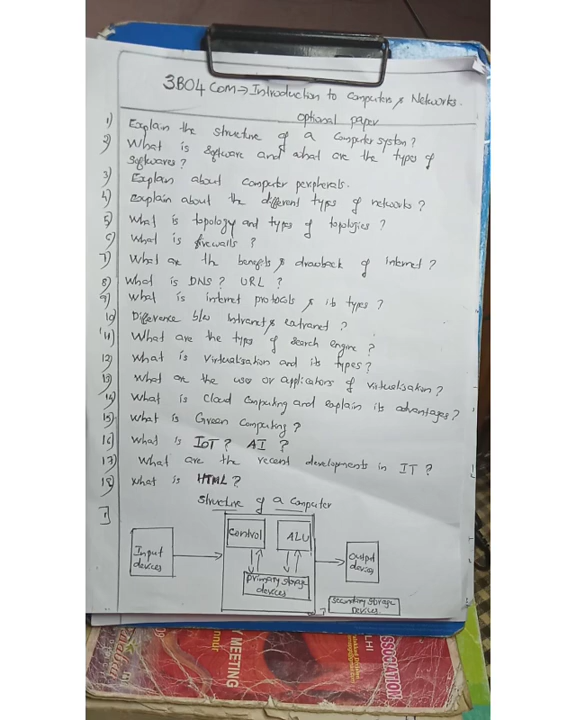 3BO4 Com→Introduction to Computers & Networks.
optional paper
1) Explain the structure of a Computer system?
2) What is Software and what are the types of
Softwares?
3) Explain about computer peripherals.
4) Explain about the different types of networks?
5) What is topology and types of topologies?
6) What is firewalls?
7) What are the benefits & drawback of Internet?
8) What is DNS? URL?
9) What is internet protocols & its types?
10) Difference b/w Intranet & extranet?
11) What are the types of search engine?
12) What is Virtualisation and its types?
13) What are the uses or applications of virtualisation?
14) What is Cloud Computing and explain its advantages?
15) What is Green Computing?
16) What is IoT? AI?
17) What are the recent developments in IT?
18) What is HTML?
Structure of a Computer
1]
Input
devices
Control
ALU
primary storage
devices
Output
devices
Secondary storage
Devices.
Y MEETING
SSOCIATION
LHI